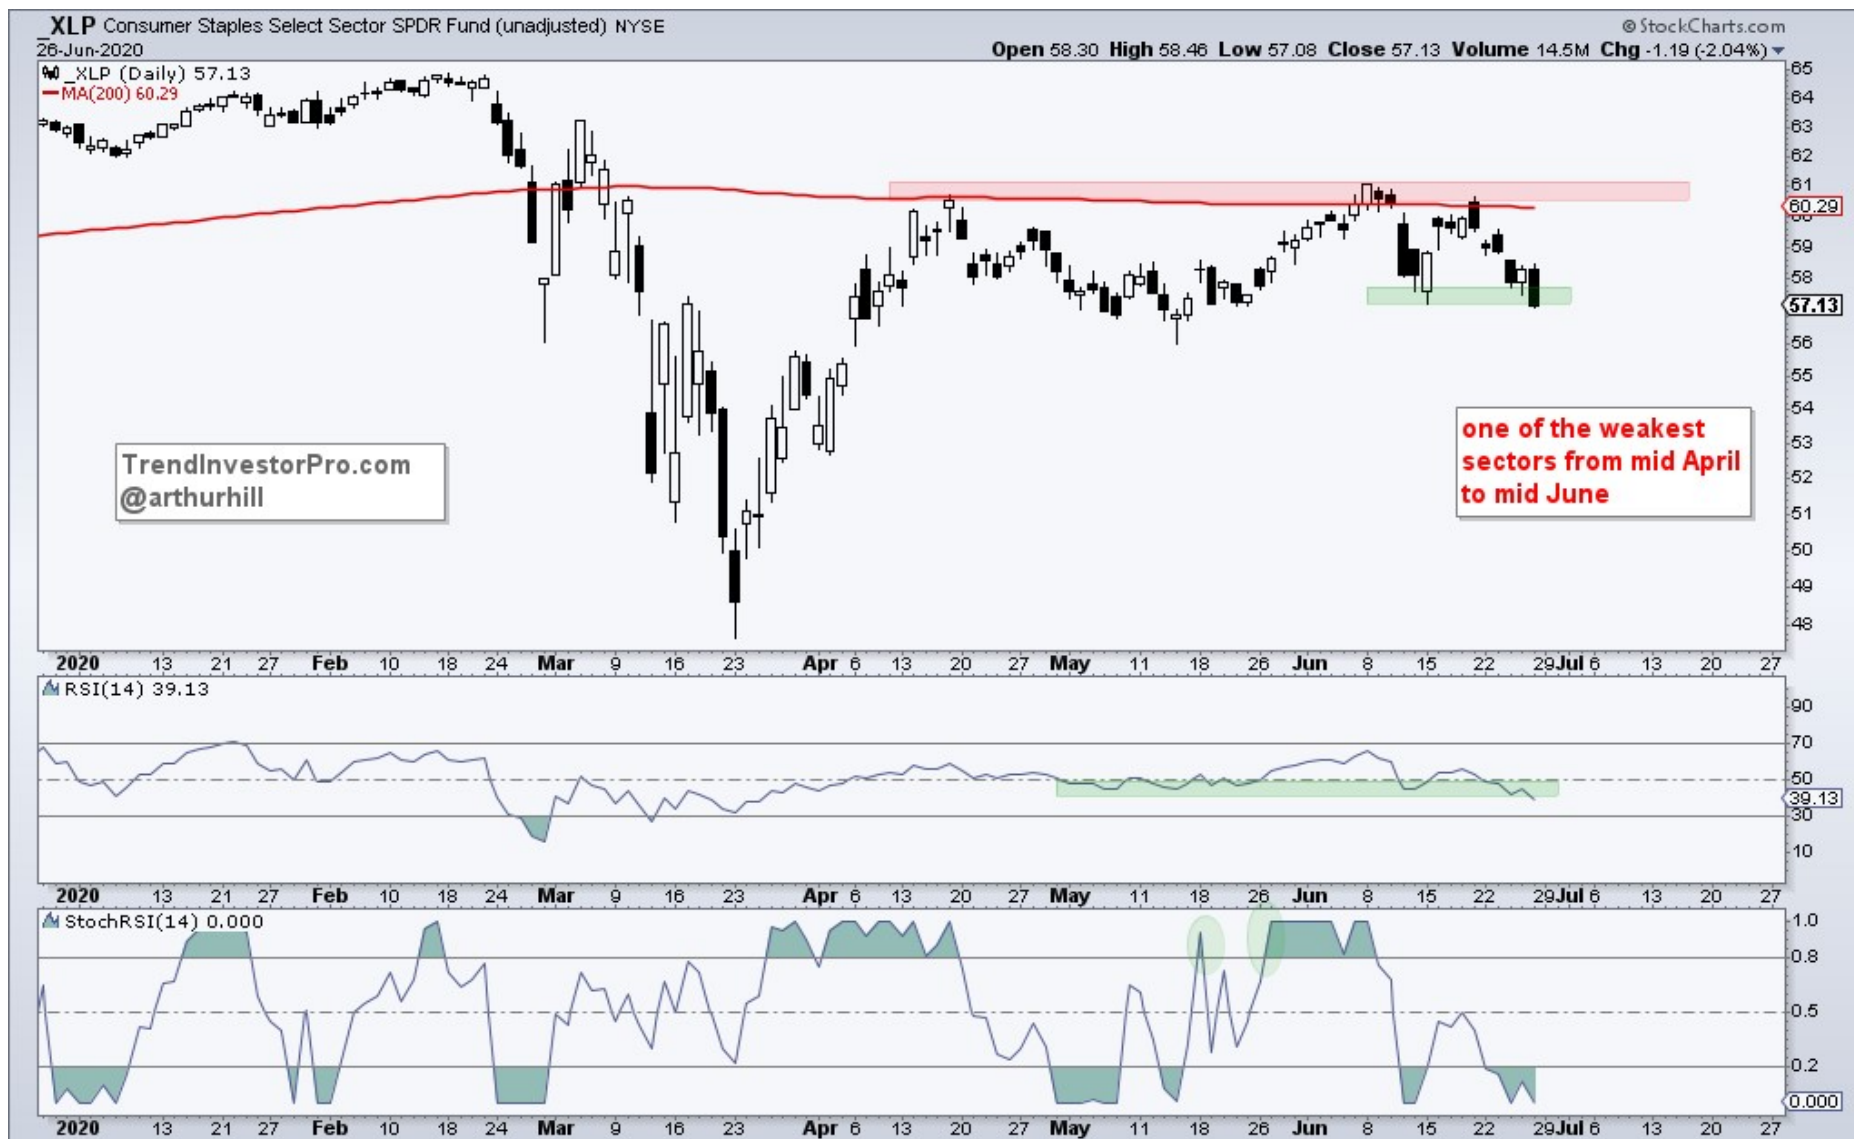 _XLP Consumer Staples Select Sector SPDR Fund (unadjusted) NYSE
© StockCharts.com
26-Jun-2020
Open 58.30 High 58.46 Low 57.08 Close 57.13 Volume 14.5M Chg -1.19 (-2.04%)
_XLP (Daily) 57.13
MA(200) 60.29
65
64
63
62
61
60.29
59
58
57.13
56
55
54
53
52
51
50
49
48
one of the weakest
sectors from mid April
to mid June
TrendInvestorPro.com
@arthurhill
2020 13 21 27 Feb 10 18 24 Mar 9 16 23 Apr 6 13 20 27 May 11 18 26 Jun 8 15 22 29 Jul 6 13 20 27
RSI(14) 39.13
90
70
50
39.13
30
10
2020 13 21 27 Feb 10 18 24 Mar 9 16 23 Apr 6 13 20 27 May 11 18 26 Jun 8 15 22 29 Jul 6 13 20 27
StochRSI(14) 0.000
1.0
0.8
0.5
0.2
0.000
2020 13 21 27 Feb 10 18 24 Mar 9 16 23 Apr 6 13 20 27 May 11 18 26 Jun 8 15 22 29 Jul 6 13 20 27